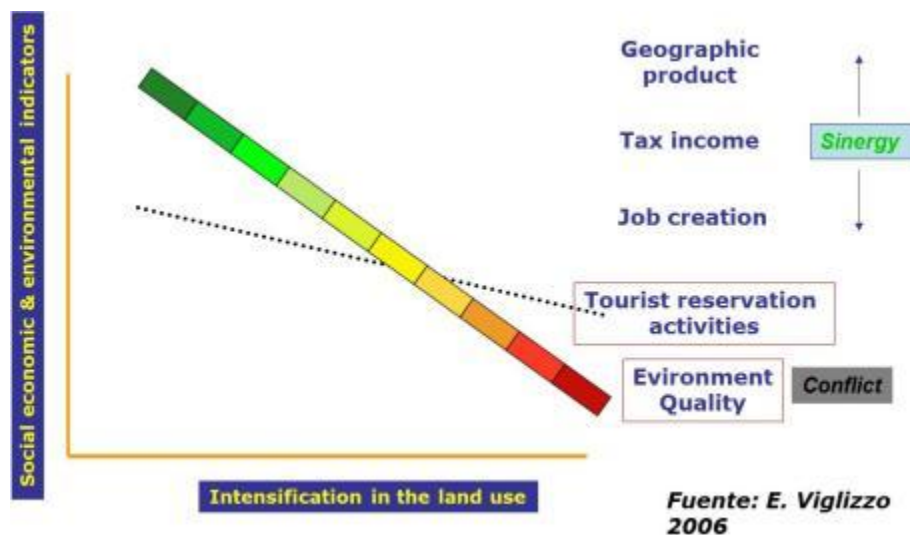 Social economic & environmental indicators
Geographic
product
Tax income
Sinergy
Job creation
Tourist reservation
activities
Evironment
Quality
Conflict
Intensification in the land use
Fuente: E. Viglizzo
2006